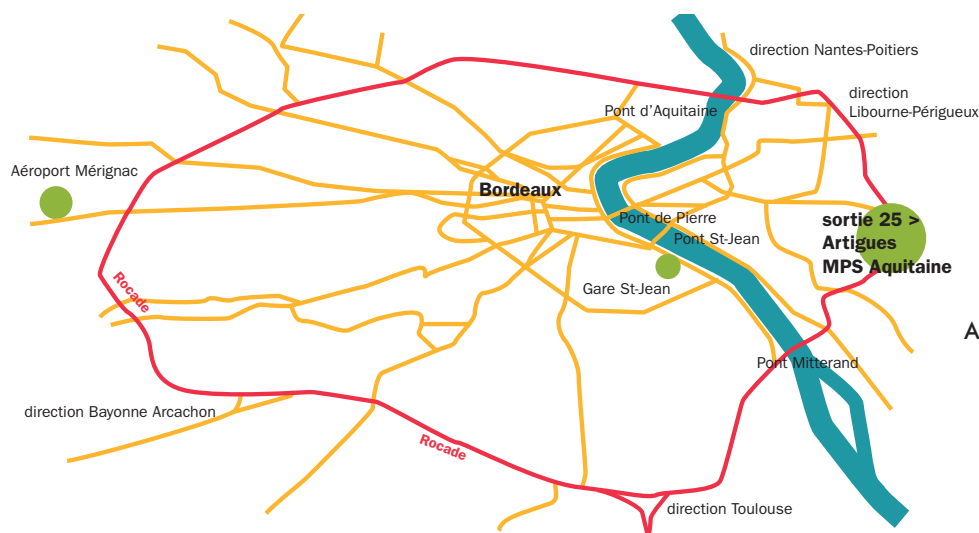 direction Nantes-Poitiers
direction
Libourne-Périgueux
Pont d'Aquitaine
Aéroport Mérignac
Bordeaux
Pont de Pierre
sortie 25 >
Artigues
MPS Aquitaine
Pont St-Jean
Gare St-Jean
Rocade
A
Pont Mitterand
direction Bayonne Arcachon
Rocade
direction Toulouse